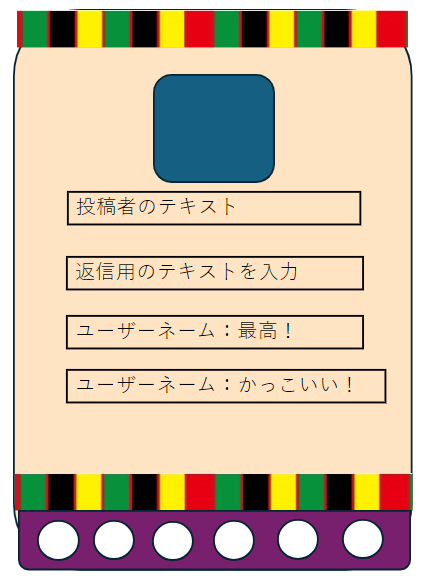 投稿者のテキスト
返信用のテキストを入力
ユーザーネーム：最高！
ユーザーネーム：かっこいい！